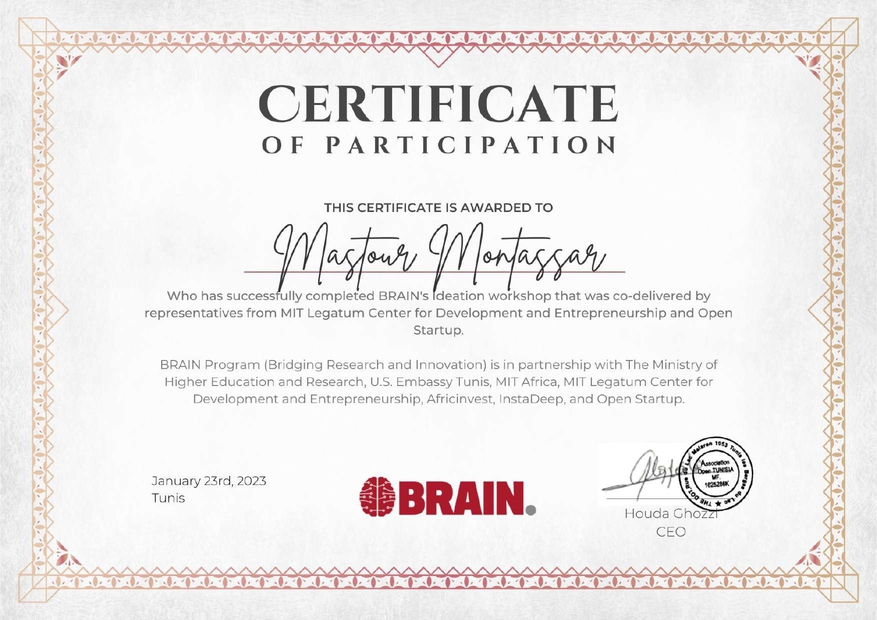 CERTIFICATE
OF PARTICIPATION
THIS CERTIFICATE IS AWARDED TO
Mastour Montassar
Who has successfully completed BRAIN's Ideation workshop that was co-delivered by
representatives from MIT Legatum Center for Development and Entrepreneurship and Open
Startup.
BRAIN Program (Bridging Research and Innovation) is in partnership with The Ministry of
Higher Education and Research, U.S. Embassy Tunis, MIT Africa, MIT Legatum Center for
Development and Entrepreneurship, Africinvest, InstaDeep, and Open Startup.
January 23rd, 2023
Tunis
BRAIN.
Association
Open TUNISIA
MF.
Houda Ghozzi
CEO